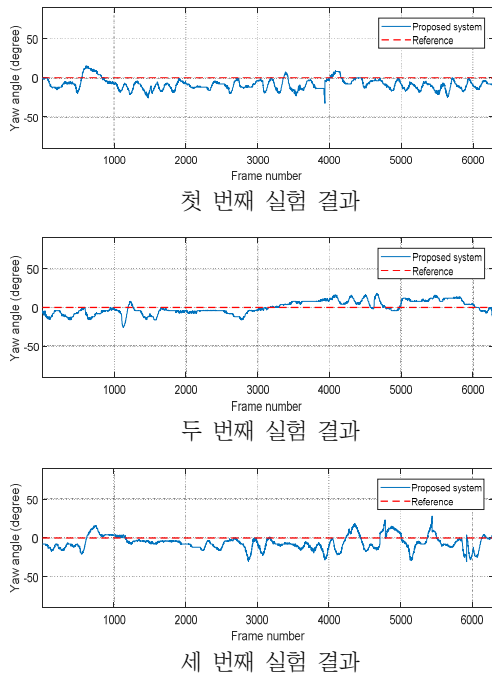 Yaw angle (degree)
50
0
-50
Proposed system
Reference
1000 2000 3000 4000 5000 6000
Frame number
첫 번째 실험 결과
Yaw angle (degree)
50
0
-50
Proposed system
Reference
1000 2000 3000 4000 5000 6000
Frame number
두 번째 실험 결과
Yaw angle (degree)
50
0
-50
Proposed system
Reference
1000 2000 3000 4000 5000 6000
Frame number
세 번째 실험 결과